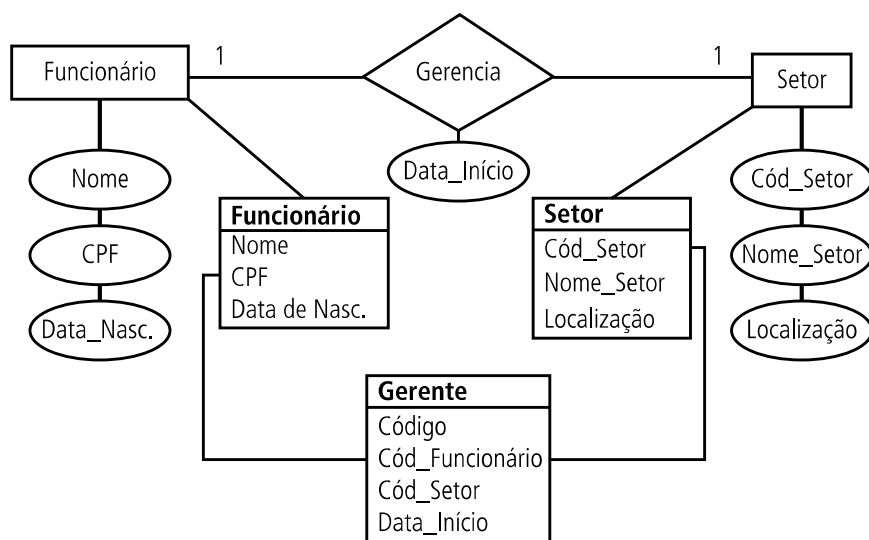 Funcionário
1
Gerencia
1
Setor
Nome
CPF
Data_Nasc.
Data_Início
Cód_Setor
Nome_Setor
Localização
Funcionário
Nome
CPF
Data de Nasc.
Setor
Cód_Setor
Nome_Setor
Localização
Gerente
Código
Cód_Funcionário
Cód_Setor
Data_Início